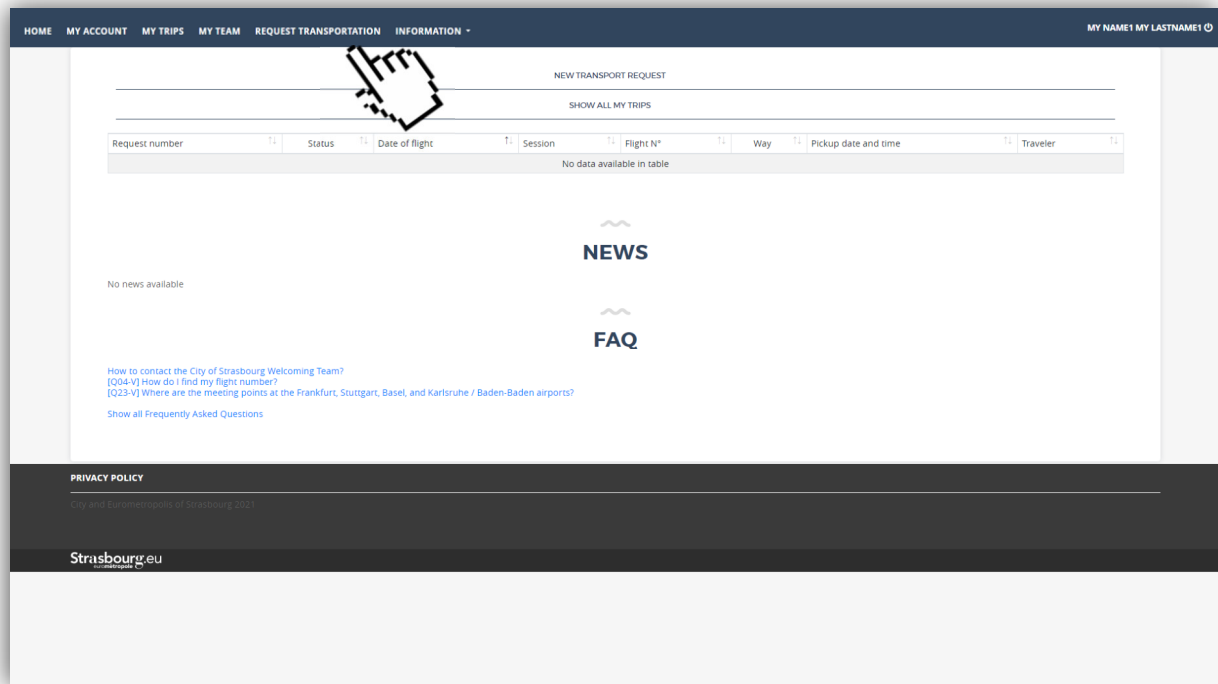 HOME MY ACCOUNT MY TRIPS MY TEAM REQUEST TRANSPORTATION INFORMATION MY NAME1 MY LASTNAME1
NEW TRANSPORT REQUEST
SHOW ALL MY TRIPS
Request number Status Date of flight Session Flight N° Way Pickup date and time Traveler
No data available in table
NEWS
No news available
FAQ
How to contact the City of Strasbourg Welcoming Team?
[Q04-V] How do I find my flight number?
[Q23-V] Where are the meeting points at the Frankfurt, Stuttgart, Basel, and Karlsruhe / Baden-Baden airports?
Show all Frequently Asked Questions
PRIVACY POLICY
City and Eurometropolis of Strasbourg 2021
Strasbourg.eu
eurométropole